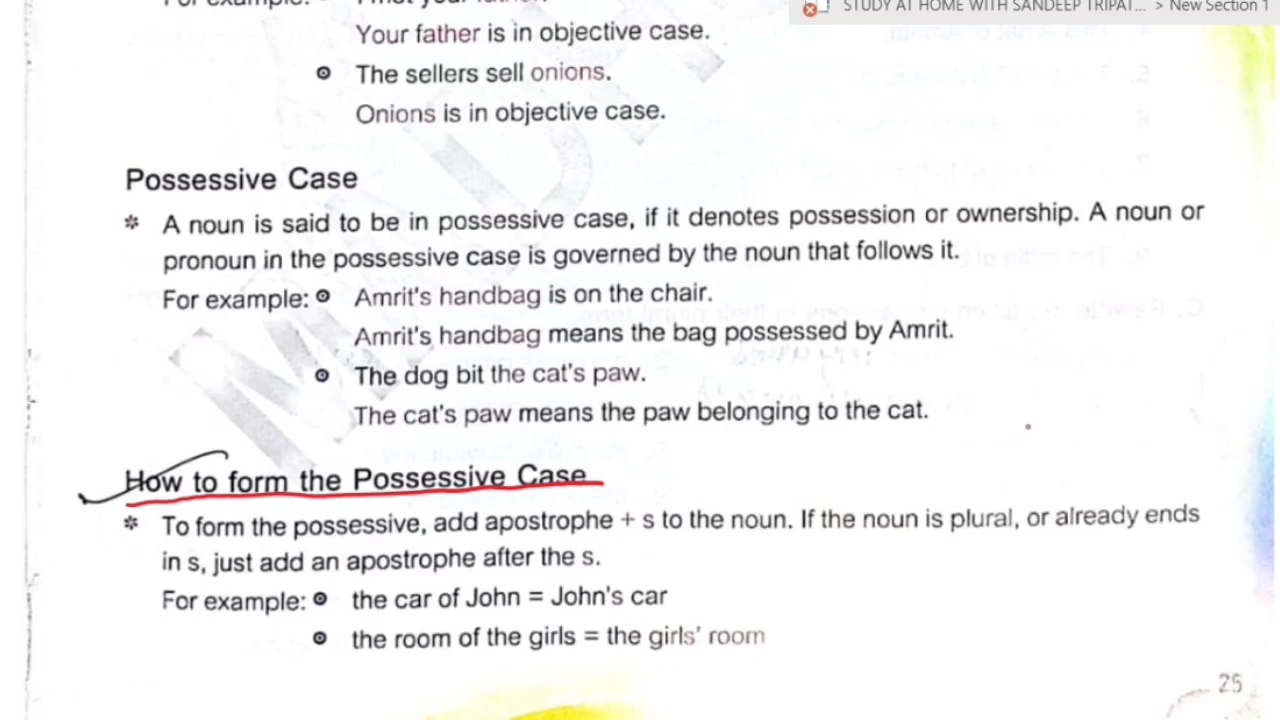 STUDY AT HOME WITH SANDEEP TRIPAT... > New Section 1
Your father is in objective case.
The sellers sell onions.
Onions is in objective case.
Possessive Case
* A noun is said to be in possessive case, if it denotes possession or ownership. A noun or
pronoun in the possessive case is governed by the noun that follows it.
For example: Amrit's handbag is on the chair.
Amrit's handbag means the bag possessed by Amrit.
The dog bit the cat's paw.
The cat's paw means the paw belonging to the cat.
How to form the Possessive Case
* To form the possessive, add apostrophe + s to the noun. If the noun is plural, or already ends
in s, just add an apostrophe after the s.
For example: the car of John = John's car
the room of the girls = the girls' room
25